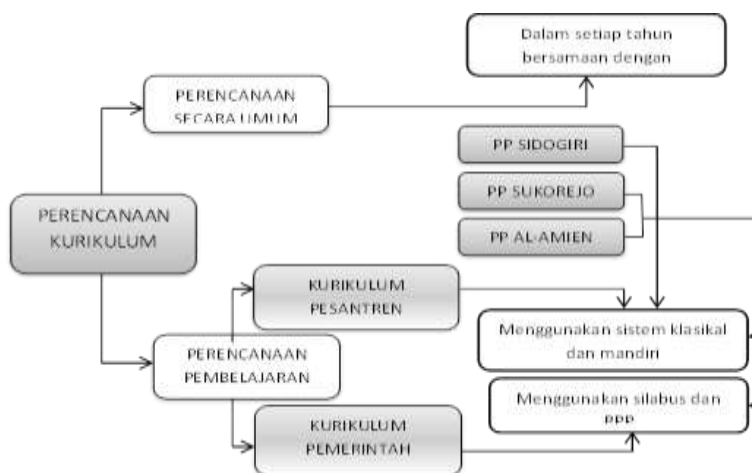 Dalam setiap tahun
bersamaan dengan
PERENCANAAN
SECARA UMUM
PP SIDOGIRI
PP SUKOREJO
PP AL-AMIEN
PERENCANAAN
KURIKULUM
KURIKULUM
PESANTREN
Menggunakan sistem klasikal
dan mandiri
PERENCANAAN
PEMBELAJARAN
Menggunakan silabus dan
KURIKULUM
PEMERINTAH